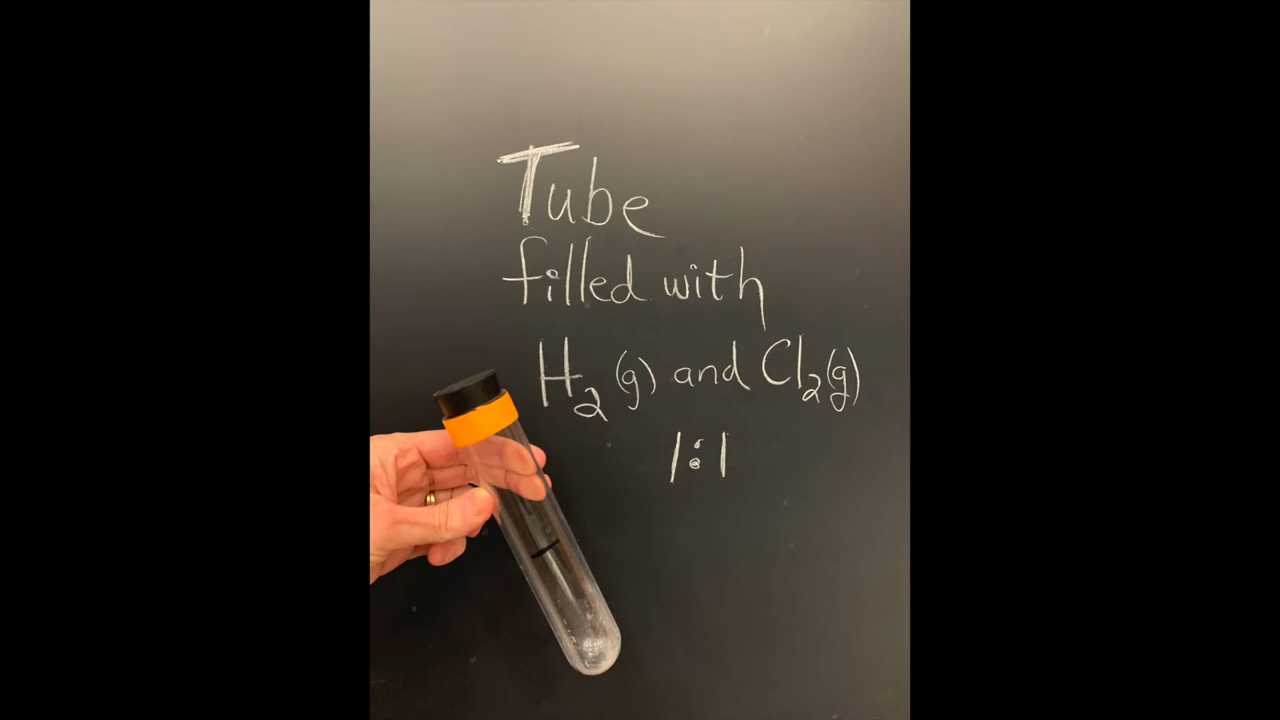 Tube
filled with
H₂ (g) and Cl₂(g)
1:1